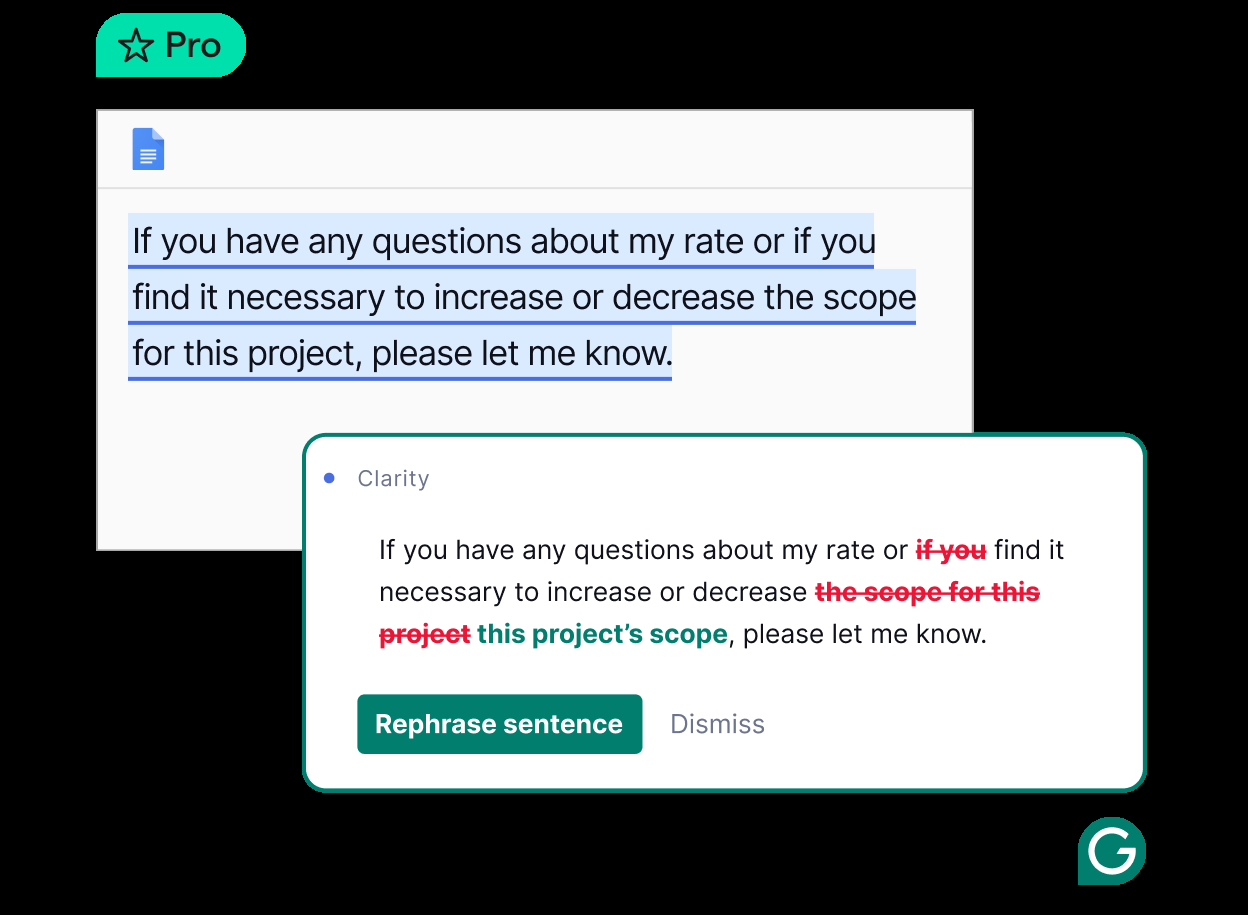 Pro
If you have any questions about my rate or if you
find it necessary to increase or decrease the scope
for this project, please let me know.
Clarity
If you have any questions about my rate or if you find it
necessary to increase or decrease the scope for this
project this project’s scope, please let me know.
Rephrase sentence Dismiss
G